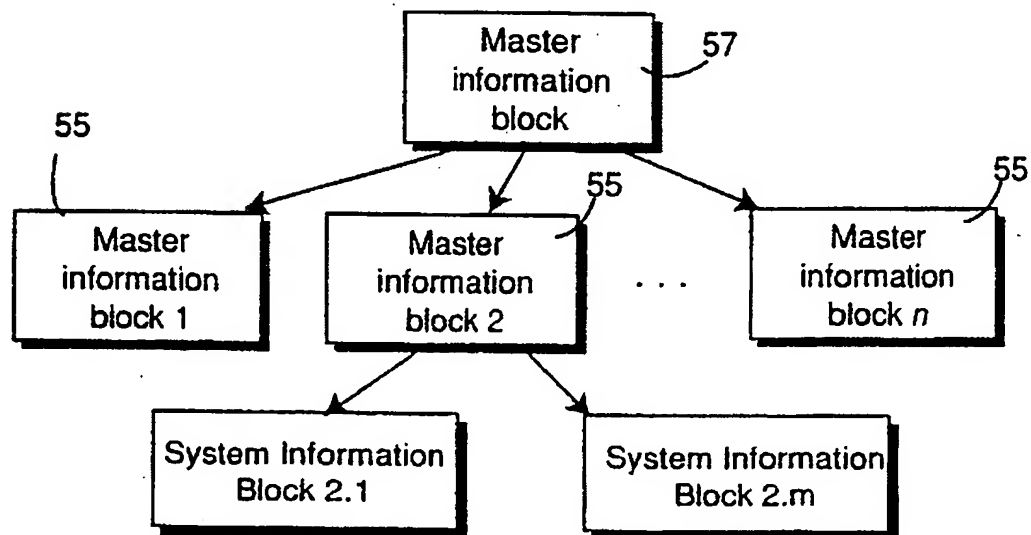 Master
information
block
57
55
Master
information
block 1
55
Master
information
block 2
. . .
55
Master
information
block n
System Information
Block 2.1
System Information
Block 2.m